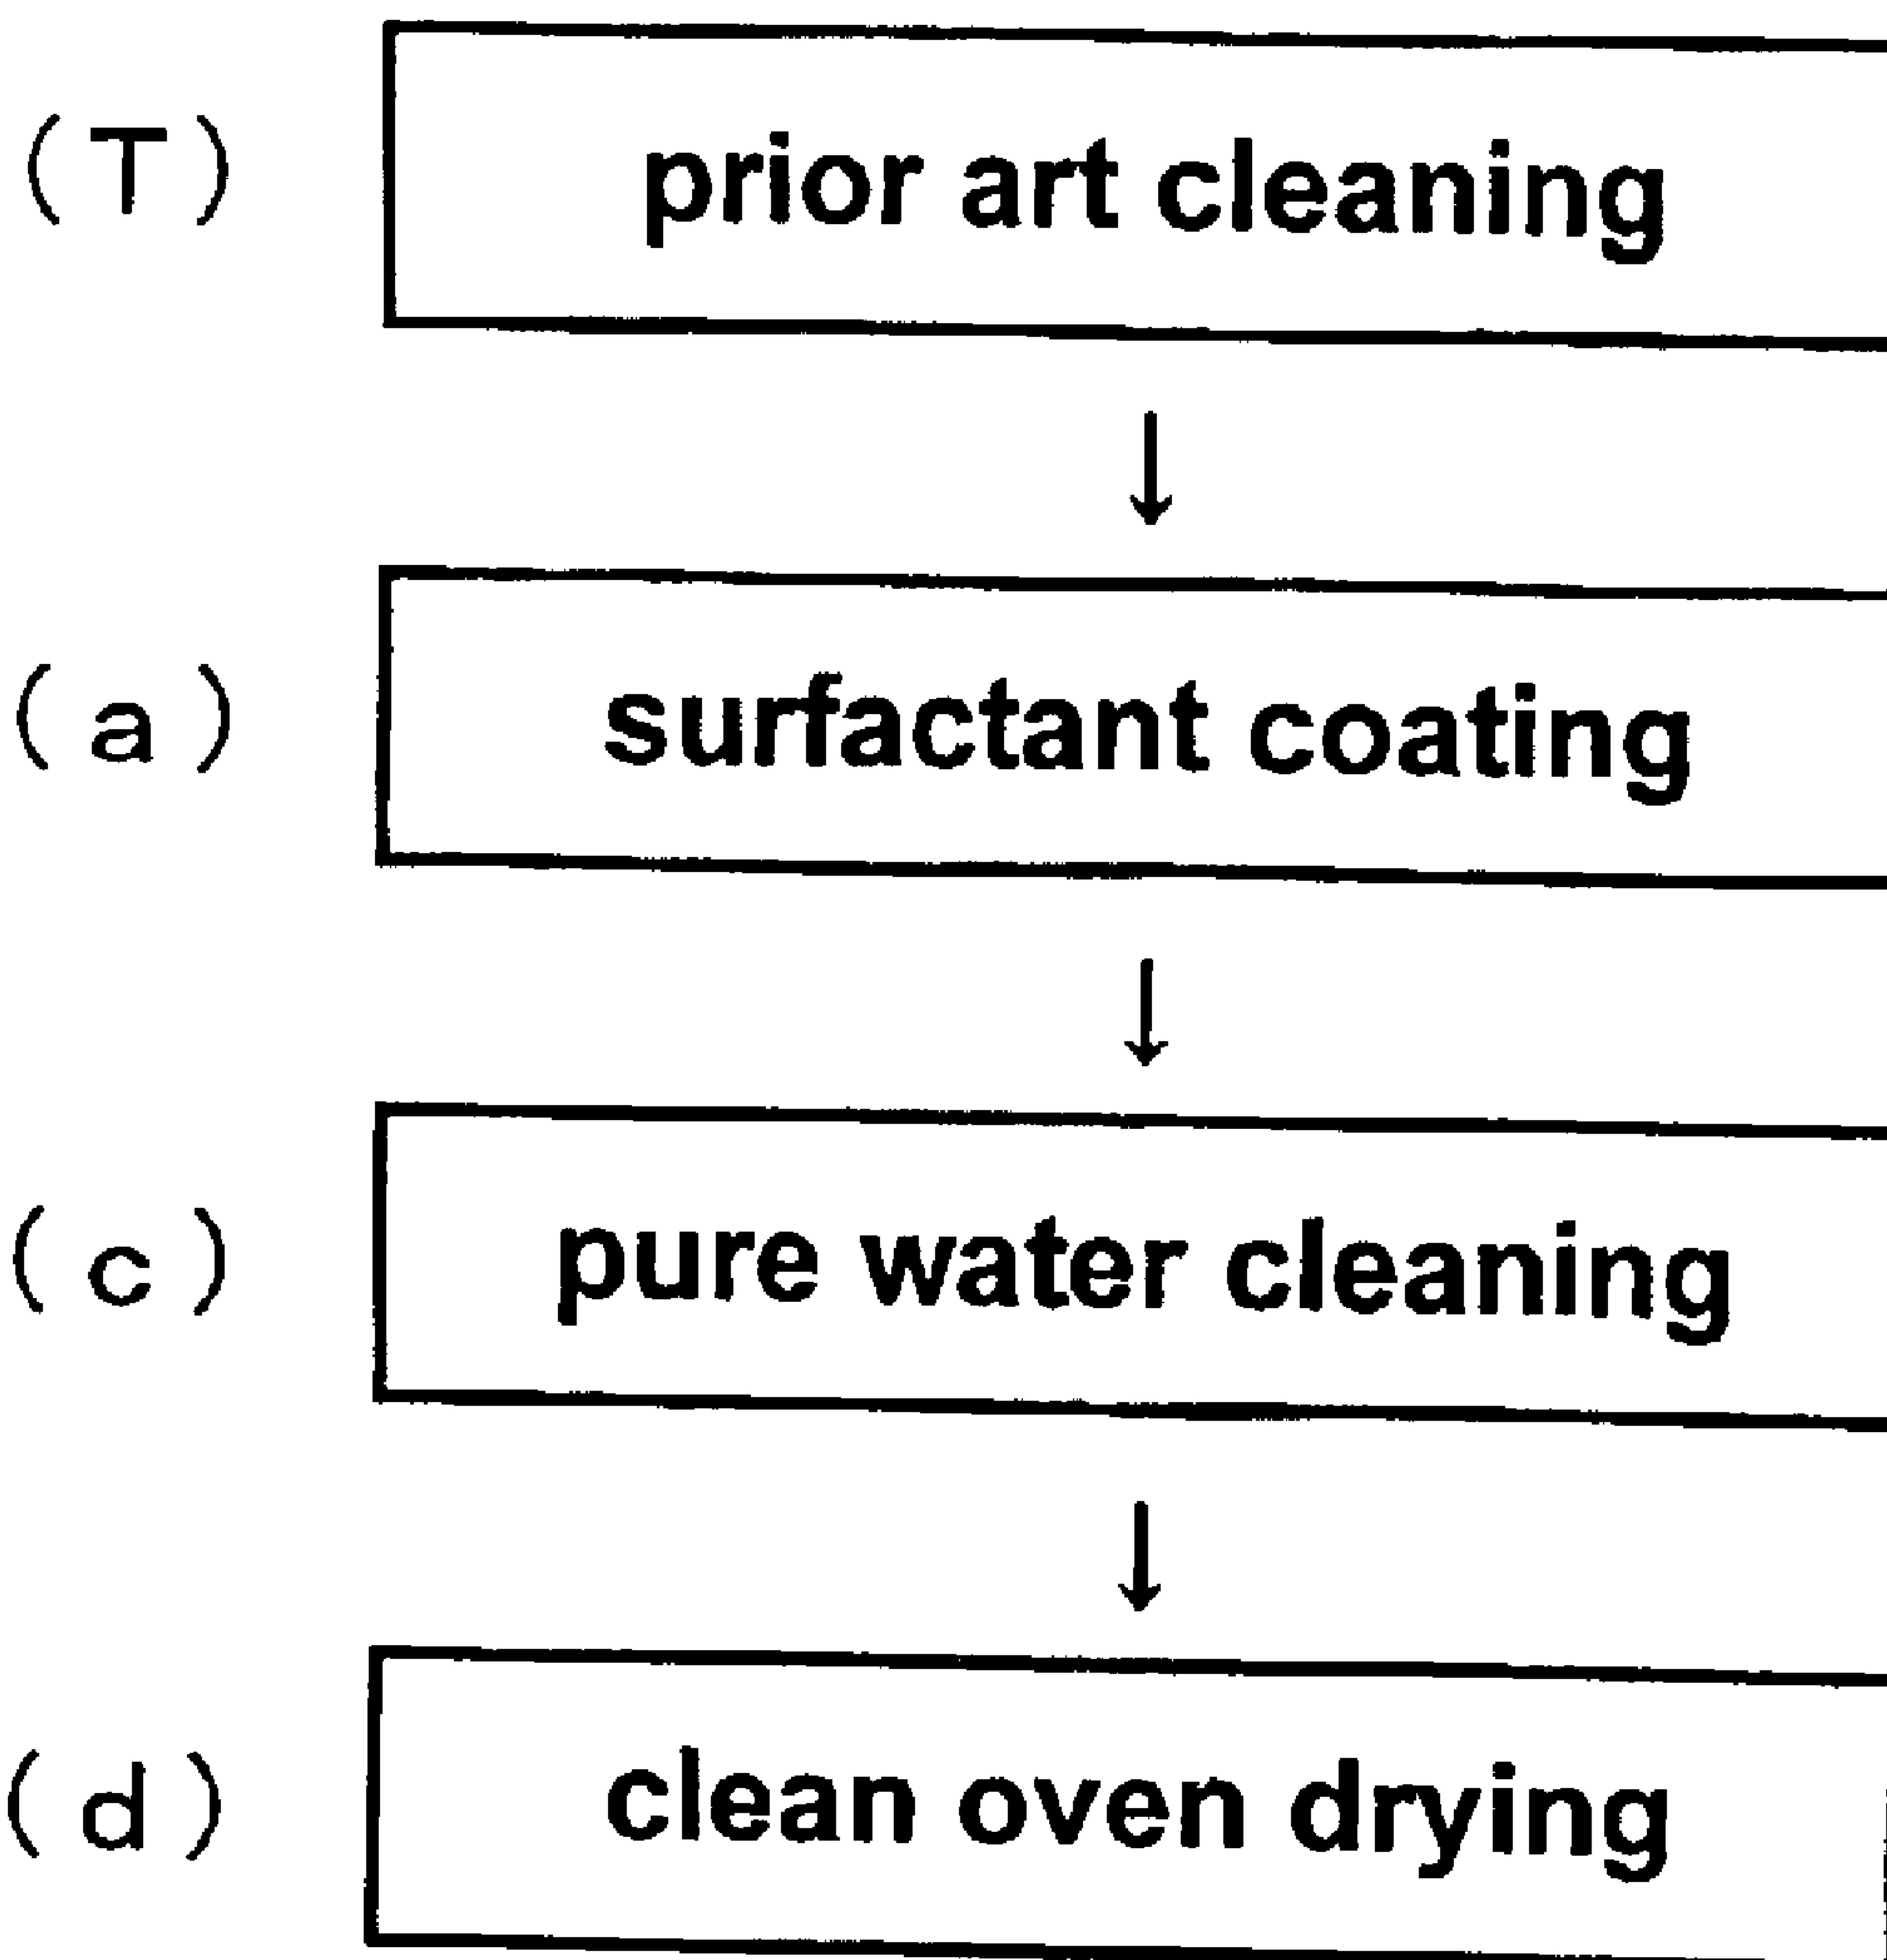 (T) prior art cleaning
(a) surfactant coating
(c) pure water cleaning
(d) clean oven drying